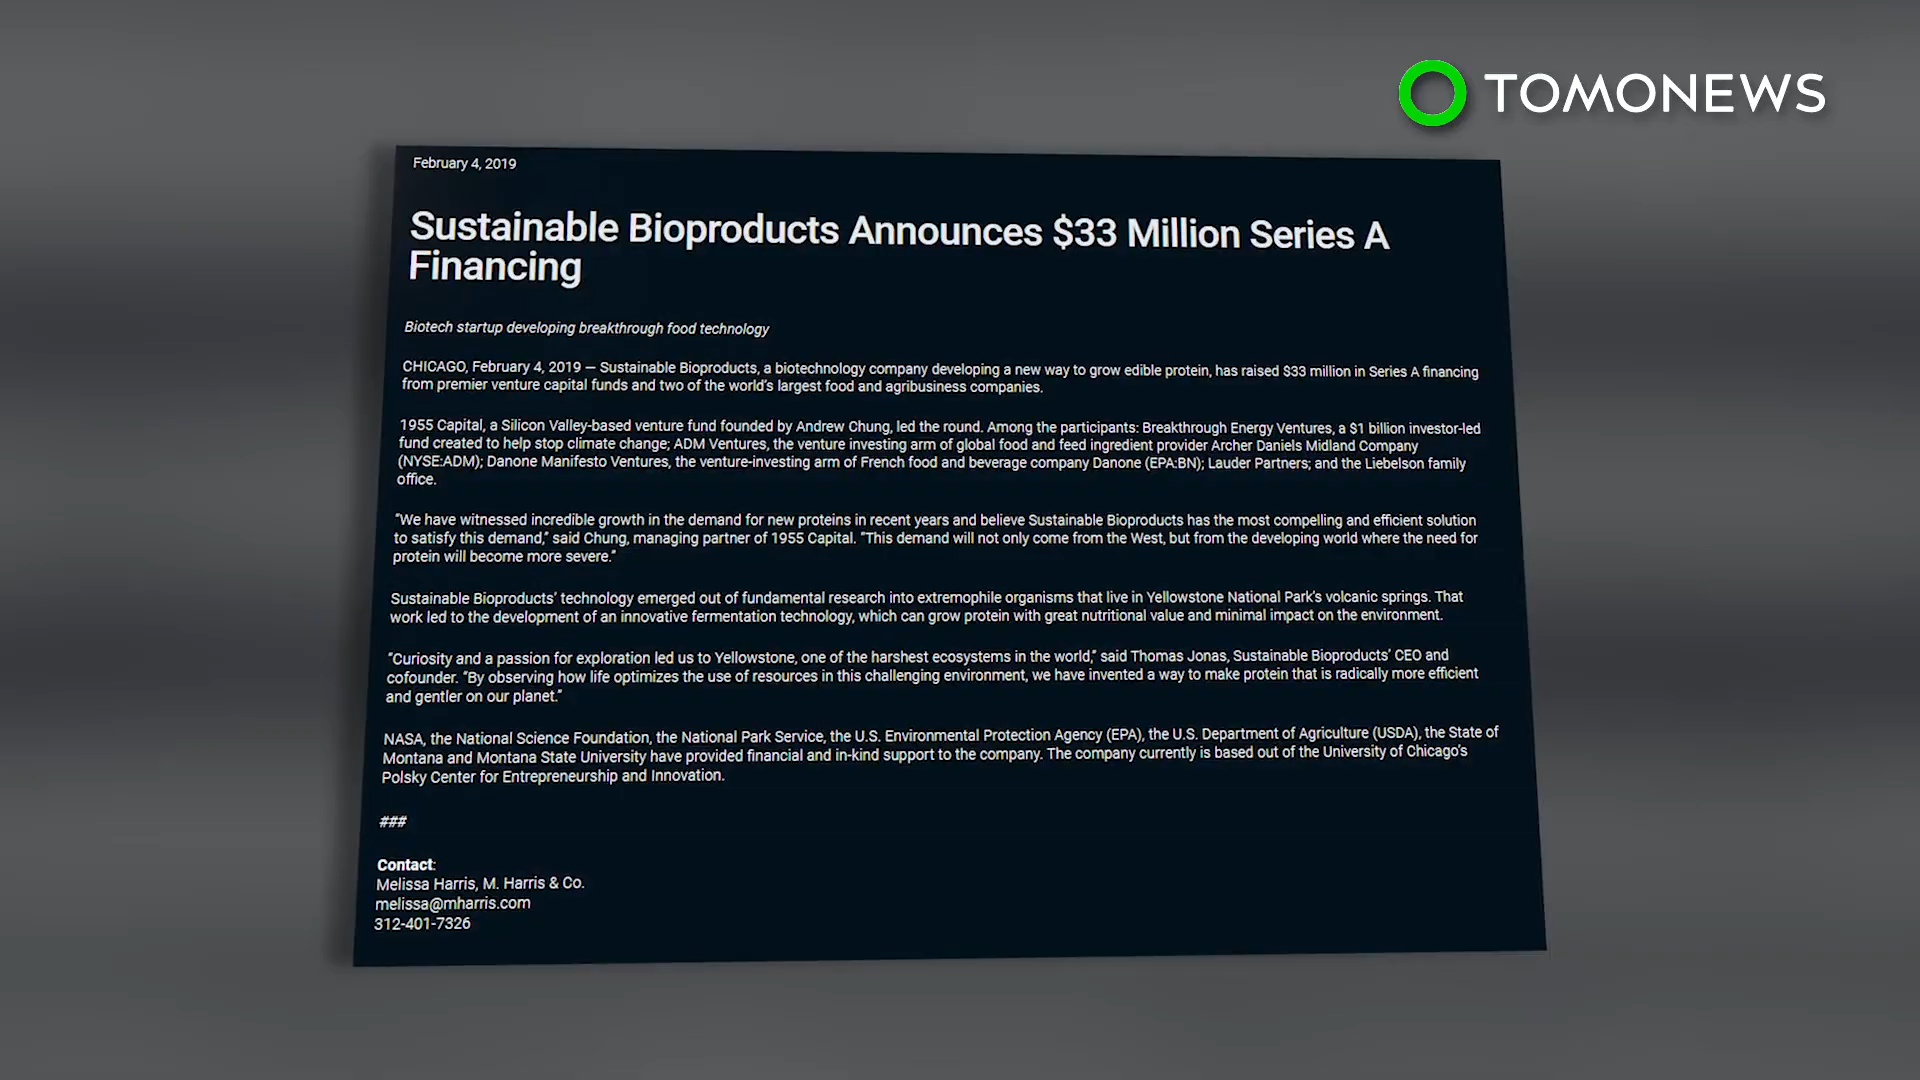 TOMONEWS
February 4, 2019
Sustainable Bioproducts Announces $33 Million Series A
Financing
Biotech startup developing breakthrough food technology
CHICAGO, February 4, 2019 — Sustainable Bioproducts, a biotechnology company developing a new way to grow edible protein, has raised $33 million in Series A financing
from premier venture capital funds and two of the world's largest food and agribusiness companies.
1955 Capital, a Silicon Valley-based venture fund founded by Andrew Chung, led the round. Among the participants: Breakthrough Energy Ventures, a $1 billion investor-led
fund created to help stop climate change; ADM Ventures, the venture investing arm of global food and feed ingredient provider Archer Daniels Midland Company
(NYSE:ADM); Danone Manifesto Ventures, the venture-investing arm of French food and beverage company Danone (EPA:BN); Lauder Partners; and the Liebelson family
office.
"We have witnessed incredible growth in the demand for new proteins in recent years and believe Sustainable Bioproducts has the most compelling and efficient solution
to satisfy this demand," said Chung, managing partner of 1955 Capital. "This demand will not only come from the West, but from the developing world where the need for
protein will become more severe."
Sustainable Bioproducts' technology emerged out of fundamental research into extremophile organisms that live in Yellowstone National Park's volcanic springs. That
work led to the development of an innovative fermentation technology, which can grow protein with great nutritional value and minimal impact on the environment.
"Curiosity and a passion for exploration led us to Yellowstone, one of the harshest ecosystems in the world," said Thomas Jonas, Sustainable Bioproducts' CEO and
cofounder. "By observing how life optimizes the use of resources in this challenging environment, we have invented a way to make protein that is radically more efficient
and gentler on our planet."
NASA, the National Science Foundation, the National Park Service, the U.S. Environmental Protection Agency (EPA), the U.S. Department of Agriculture (USDA), the State of
Montana and Montana State University have provided financial and in-kind support to the company. The company currently is based out of the University of Chicago's
Polsky Center for Entrepreneurship and Innovation.
###
Contact:
Melissa Harris, M. Harris & Co.
melissa@mharris.com
312-401-7326